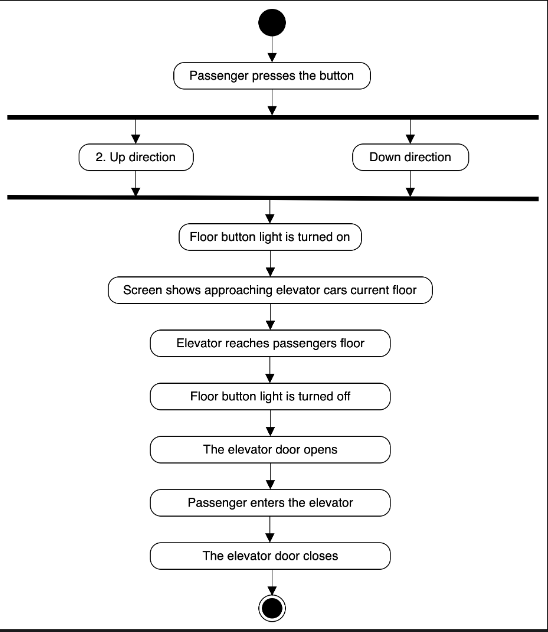 Passenger presses the button
2. Up direction
Down direction
Floor button light is turned on
Screen shows approaching elevator cars current floor
Elevator reaches passengers floor
Floor button light is turned off
The elevator door opens
Passenger enters the elevator
The elevator door closes